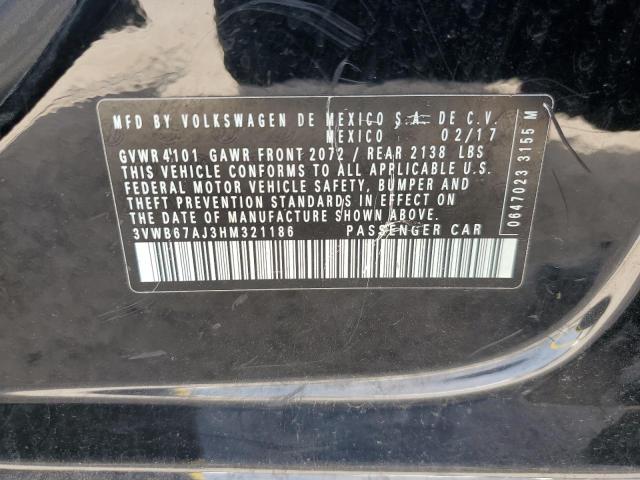 MFD BY VOLKSWAGEN DE MEXICO S.A. DE C.V.
MEXICO 02/17
GVWR 4101 GAWR FRONT 2072 / REAR 2138 LBS
THIS VEHICLE CONFORMS TO ALL APPLICABLE U.S.
FEDERAL MOTOR VEHICLE SAFETY, BUMPER AND
THEFT PREVENTION STANDARDS IN EFFECT ON
THE DATE OF MANUFACTURE SHOWN ABOVE
3VWB67AJ3HM321186 PASSENGER CAR
0647023 3155 M